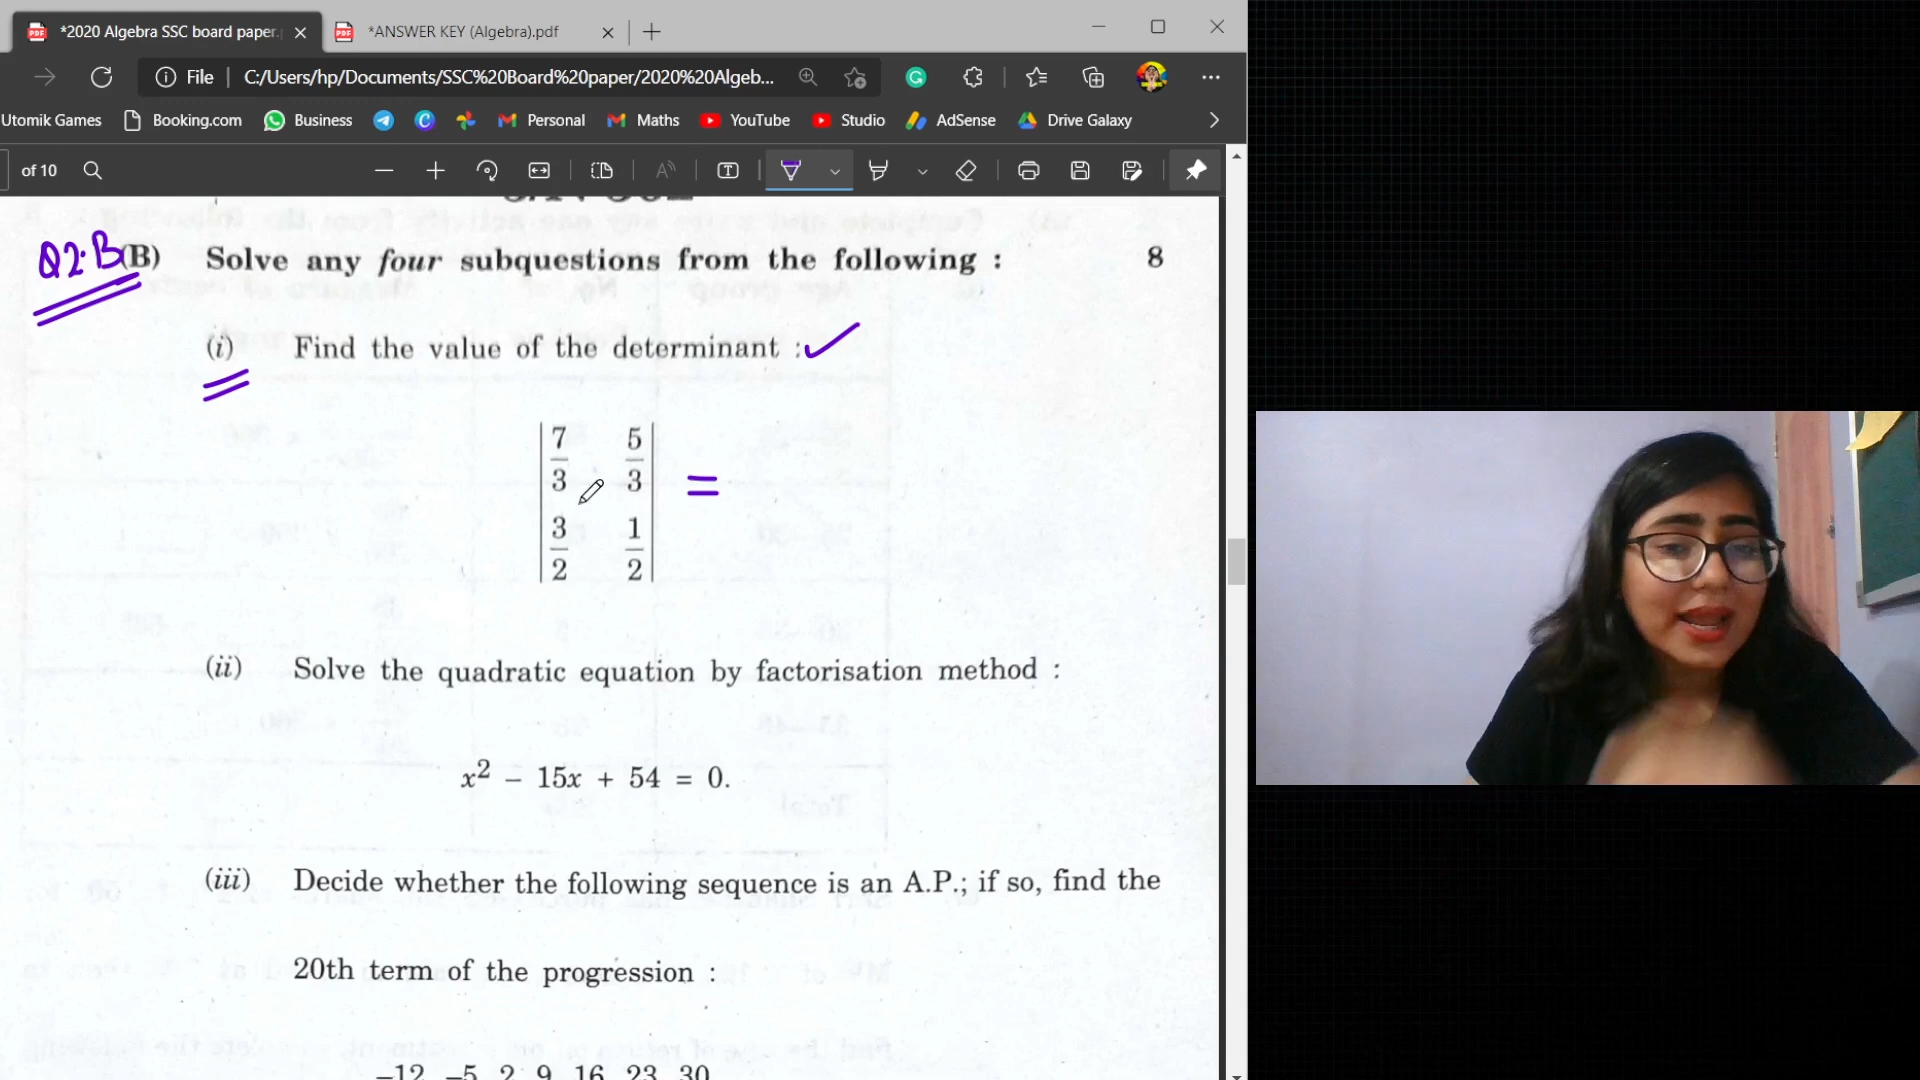 *2020 Algebra SSC board paper.
*ANSWER KEY (Algebra).pdf
File
C:/Users/hp/Documents/SSC%20Board%20paper/2020%20Algeb...
Utomik Games
Booking.com
Business
Personal
Maths
YouTube
Studio
AdSense
Drive Galaxy
of 10
Q2.B
(B) Solve any four subquestions from the following : 8
(i) Find the value of the determinant :
7/3 5/3
=
3/2 1/2
(ii) Solve the quadratic equation by factorisation method :
x² − 15x + 54 = 0.
(iii) Decide whether the following sequence is an A.P.; if so, find the
20th term of the progression :
−12, −5, 2, 9, 16, 23, 30